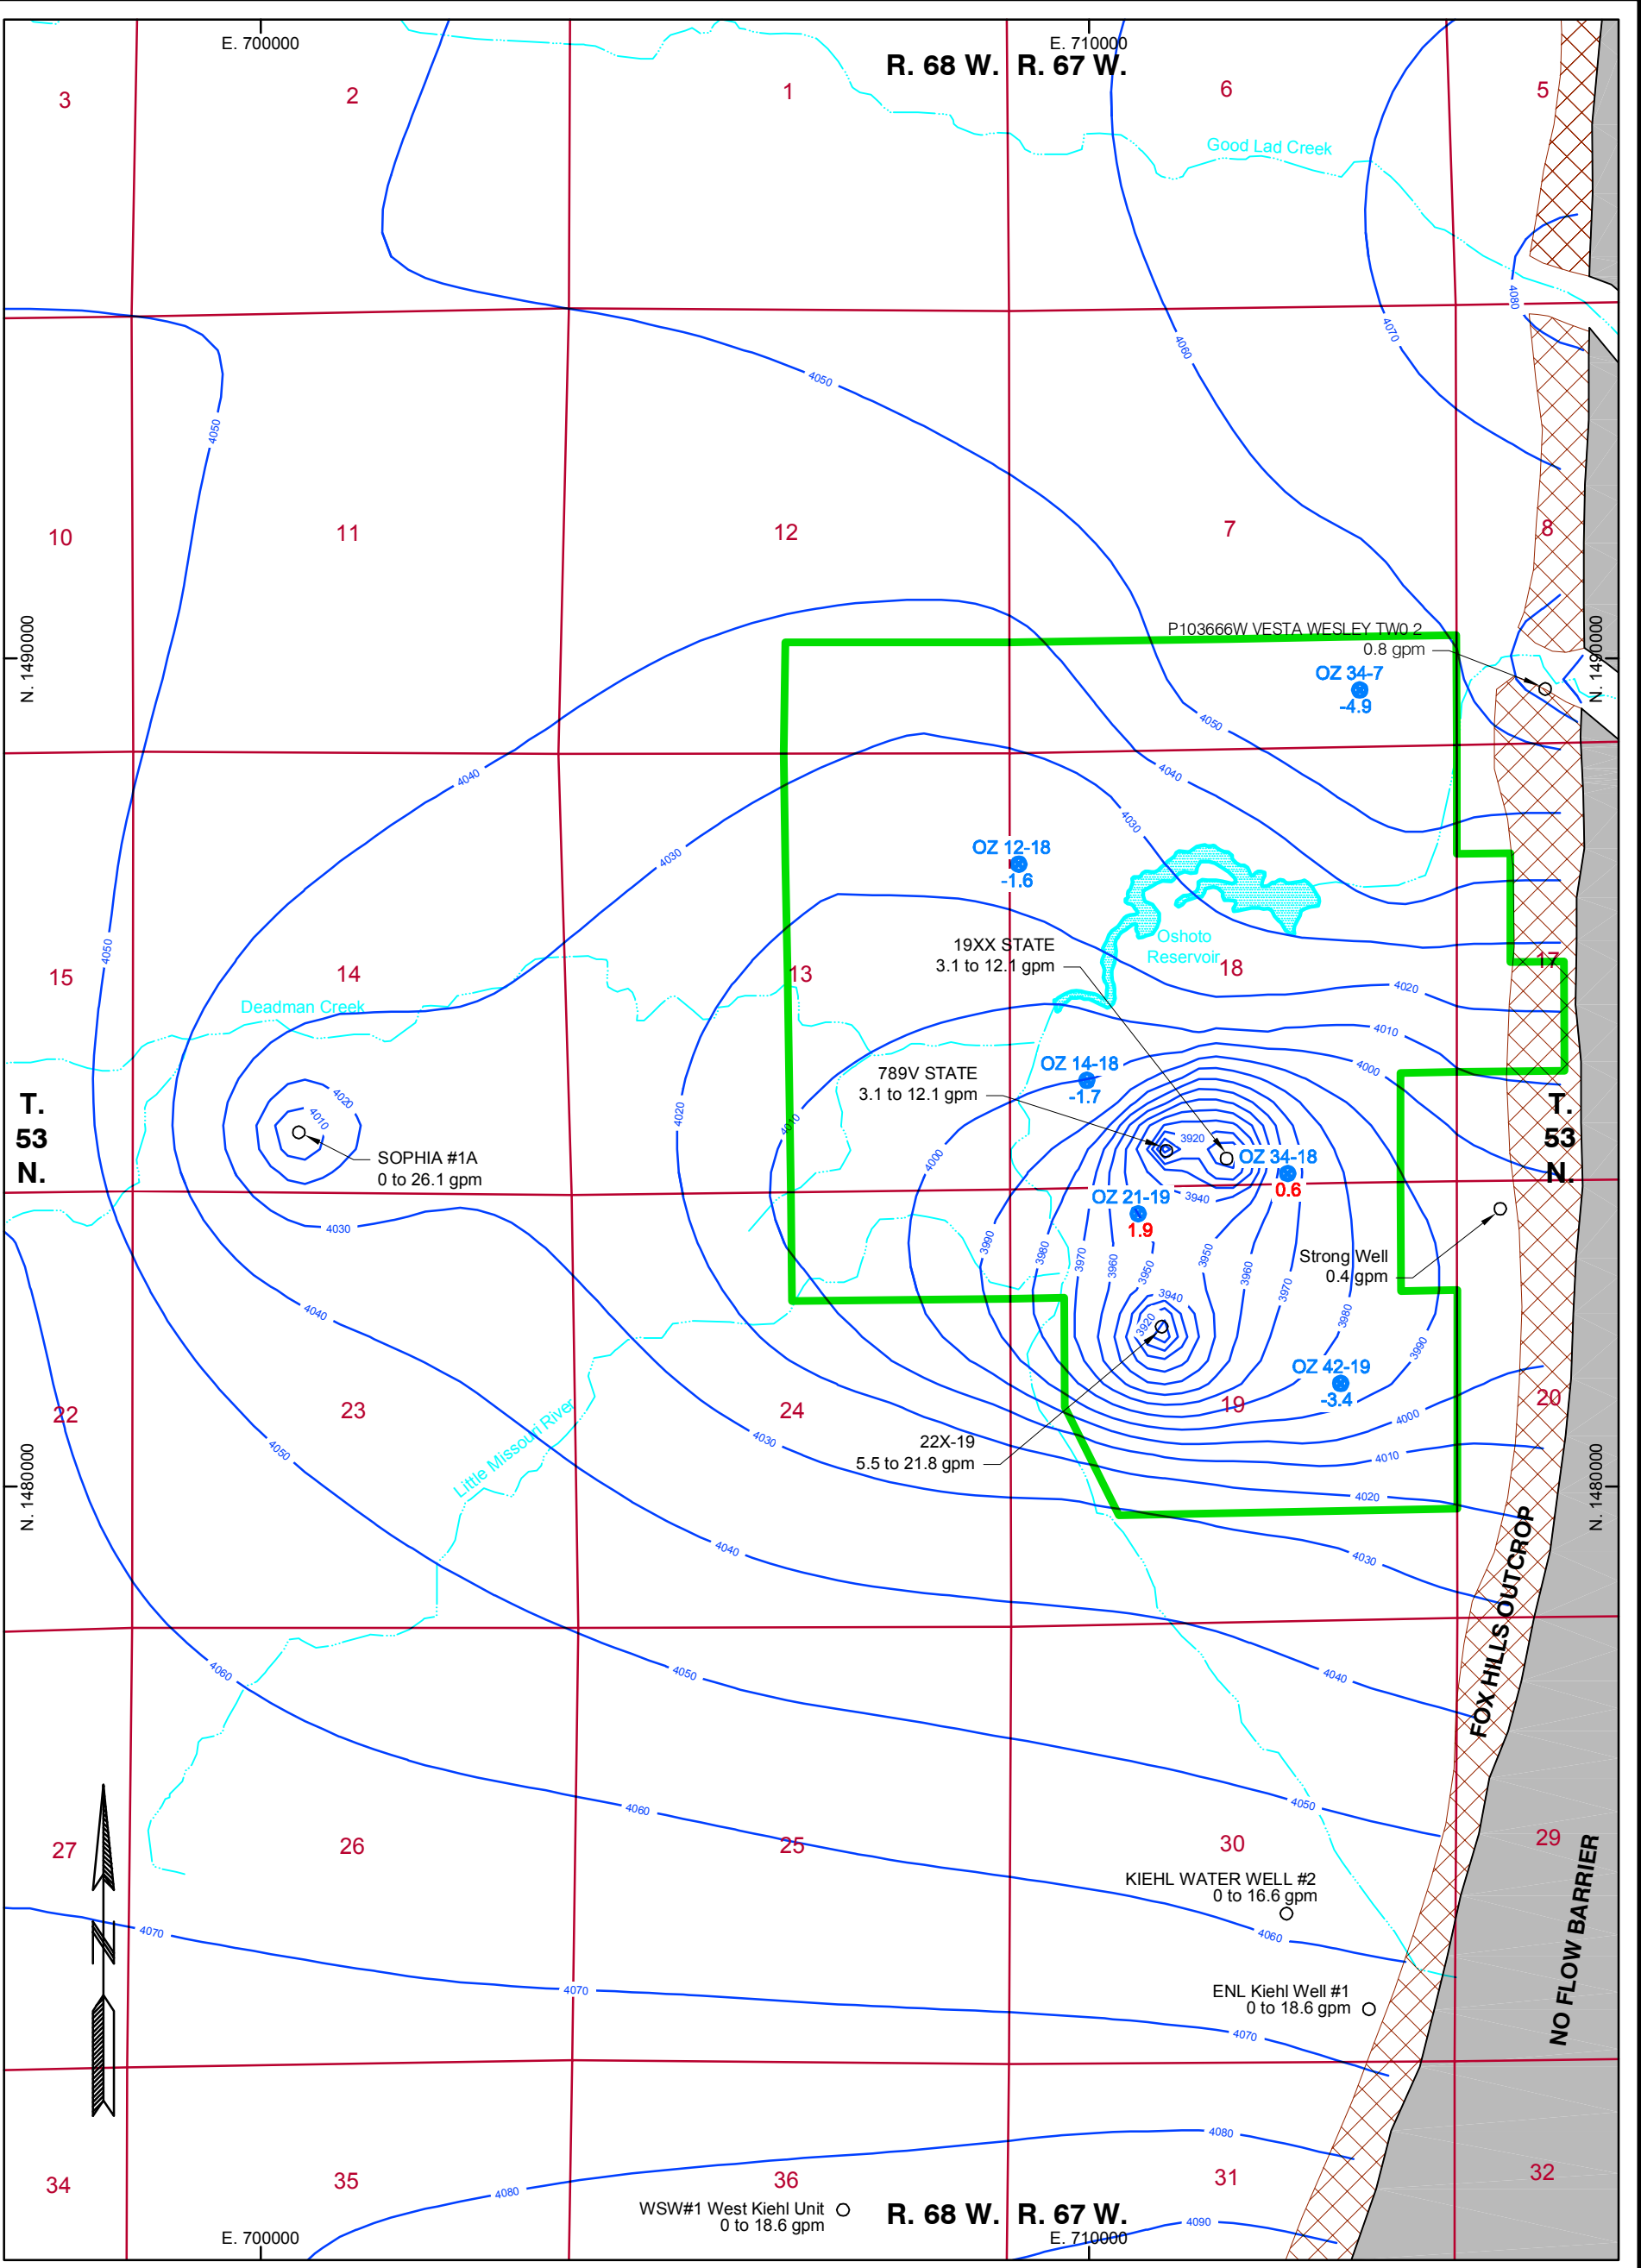 E. 700000
E. 710000
R. 68 W. R. 67 W.
3
2
1
6
5
Good Lad Creek
4080
4070
4060
4050
4050
10
11
12
7
8
N. 1490000
N. 1490000
P103666W VESTA WESLEY TW0 2
0.8 gpm
OZ 34-7
-4.9
4050
4040
4040
4030
4030
OZ 12-18
-1.6
4050
15
14
13
18
17
Oshoto
Reservoir
19XX STATE
3.1 to 12.1 gpm
Deadman Creek
4020
4010
4000
OZ 14-18
-1.7
789V STATE
3.1 to 12.1 gpm
T.
53
N.
T.
53
N.
4020
4010
4020
4010
4000
3920
SOPHIA #1A
0 to 26.1 gpm
OZ 34-18
0.6
3940
OZ 21-19
1.9
4030
3990
3980
3970
3960
3950
3950
3960
3970
3980
3990
Strong Well
0.4 gpm
3940
3920
4040
OZ 42-19
-3.4
22
23
24
19
20
4000
4010
4020
4030
4050
4030
4040
22X-19
5.5 to 21.8 gpm
Little Missouri River
N. 1480000
N. 1480000
FOX HILLS OUTCROP
4060
4050
4040
4060
4050
27
26
25
30
29
NO FLOW BARRIER
KIEHL WATER WELL #2
0 to 16.6 gpm
4070
4060
N
4070
ENL Kiehl Well #1
0 to 18.6 gpm
4070
4080
34
35
36
31
32
4080
WSW#1 West Kiehl Unit
0 to 18.6 gpm
R. 68 W. R. 67 W.
4090
E. 700000
E. 710000